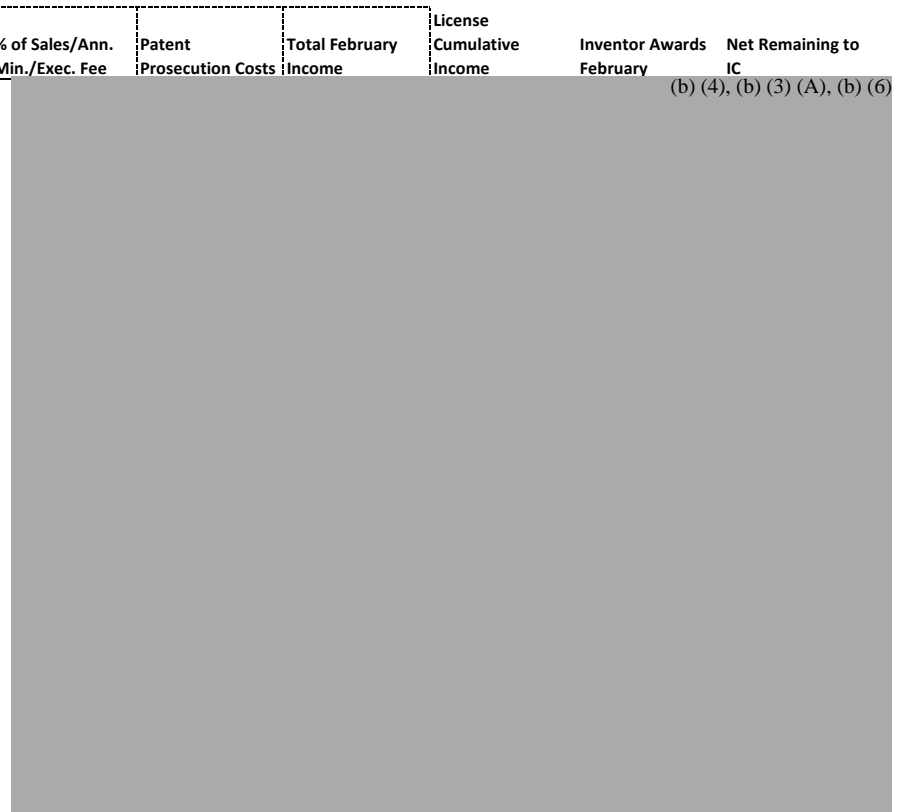 % of Sales/Ann. Min./Exec. Fee
Patent Prosecution Costs
Total February Income
License Cumulative Income
Inventor Awards February
Net Remaining to IC
(b) (4), (b) (3) (A), (b) (6)